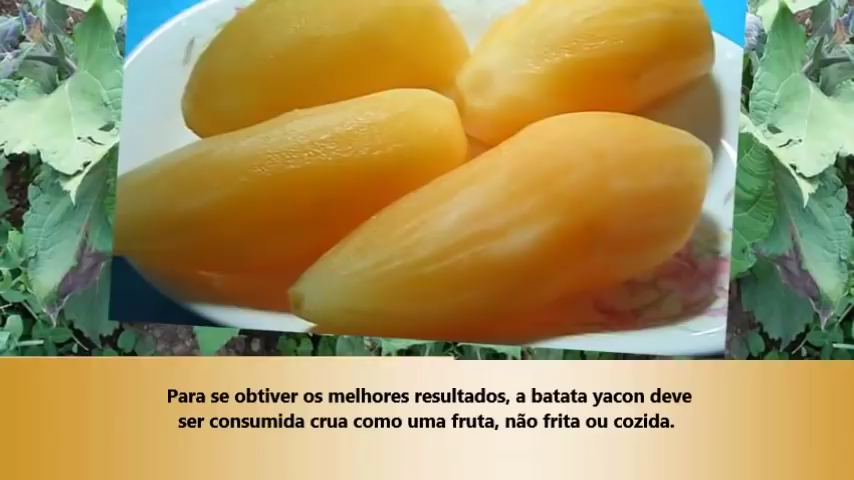 Para se obtiver os melhores resultados, a batata yacon deve
ser consumida crua como uma fruta, não frita ou cozida.